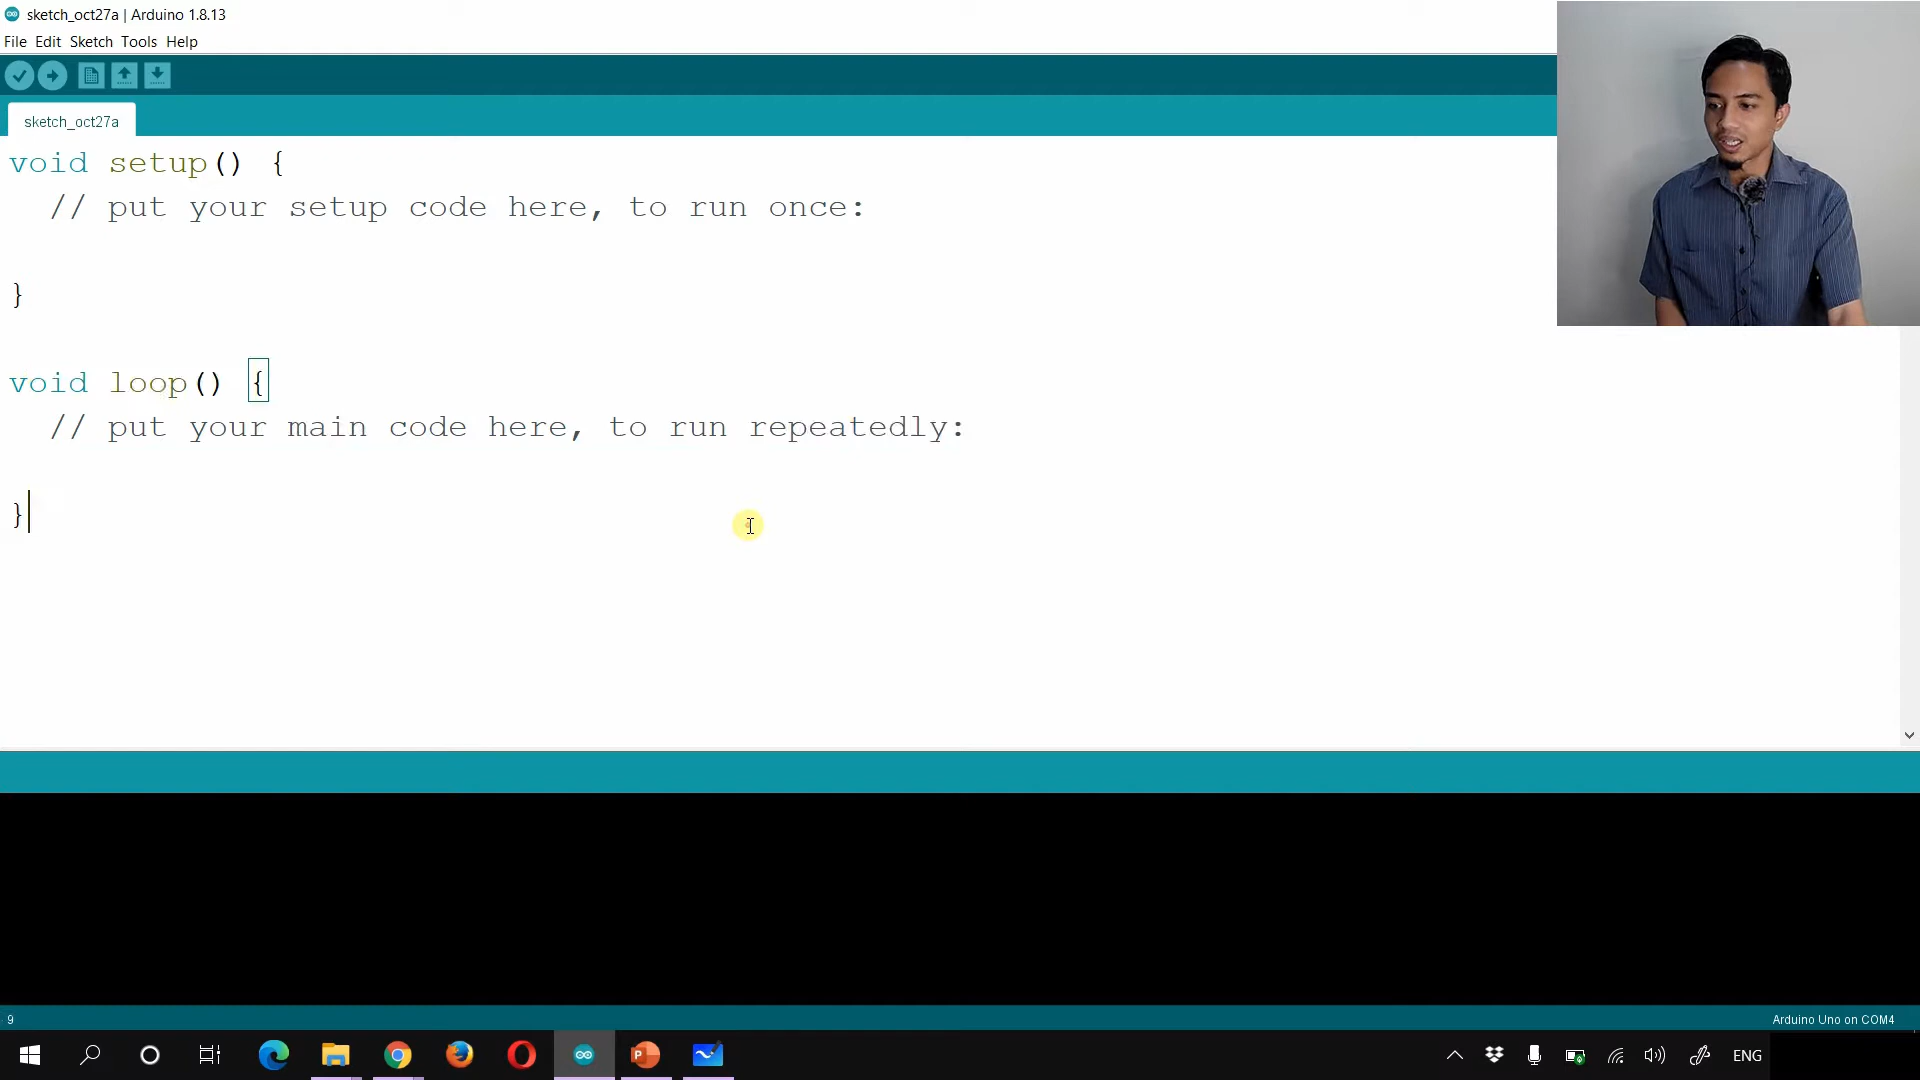 sketch_oct27a | Arduino 1.8.13
File Edit Sketch Tools Help
sketch_oct27a
void setup() {
  // put your setup code here, to run once:
}
void loop() {
  // put your main code here, to run repeatedly:
}
9
Arduino Uno on COM4
ENG